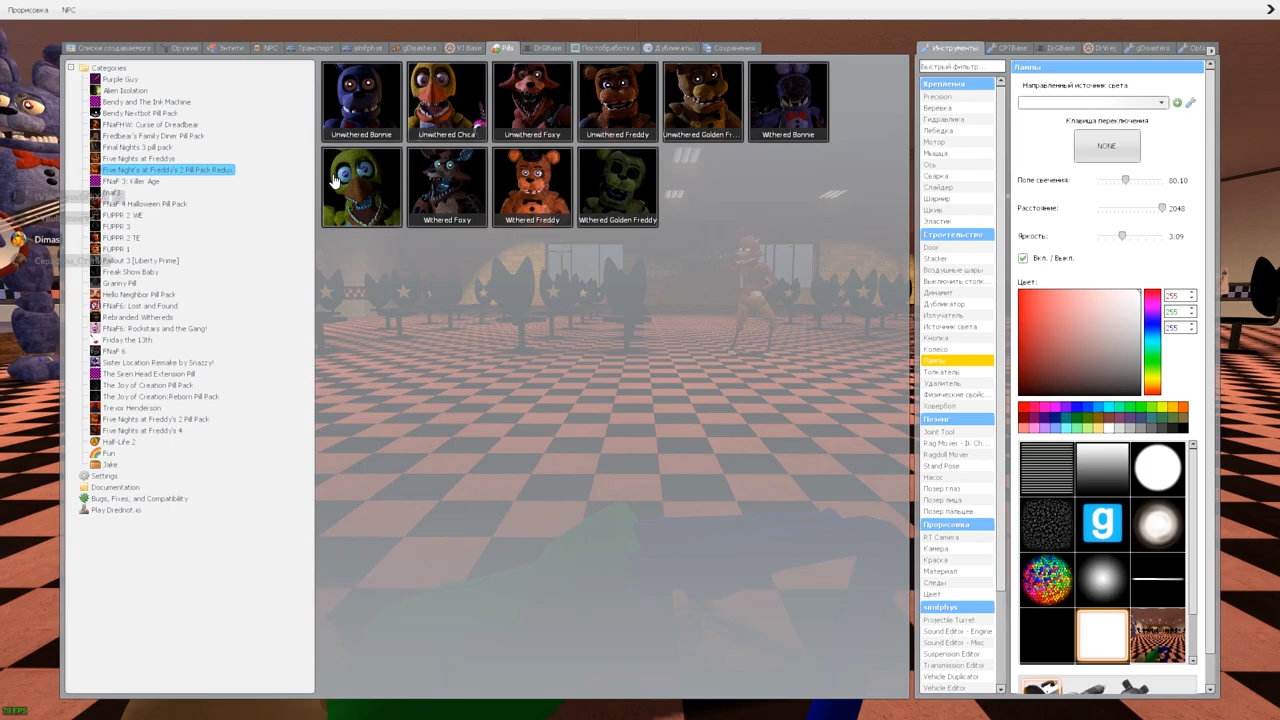 Прорисовка NPC
Списки создаваемого Оружие Энтити NPC Транспорт simfphys gDisasters VJ Base Pills DrGBase Постобработка Дубликаты Сохранения
Инструменты CPTBase DrGBase DrVrej gDisasters
Categories
Purple Guy
Alien Isolation
Bendy and The Ink Machine
Bendy Nextbot Pill Pack
FNaFHW: Curse of Dreadbear
Fredbear's Family Diner Pill Pack
Final Nights 3 pill pack
Five Nights at Freddys
Five Night's at Freddy's 2 Pill Pack Redux
FNAF 3: Killer Age
fnaf3
FNAF 4 Halloween Pill Pack
FUPPR 2 WE
FUPPR 3
Dimas
FUPPR 2 TE
FUPPR 1
Fallout 3 [Liberty Prime]
Freak Show Baby
Granny Pill
Hello Neighbor Pill Pack
FNaF6: Lost and Found
Rebranded Withereds
FNaF6: Rockstars and the Gang!
Friday the 13th
FNAF 6
Sister Location Remake by Snazzy!
The Siren Head Extension Pill
The Joy of Creation Pill Pack
The Joy of Creation:Reborn Pill Pack
Trevor Henderson
Five Nights at Freddy's 2 Pill Pack
Five Nights at Freddy's 4
Half-Life 2
Fun
Jake
Settings
Documentation
Bugs, Fixes, and Compatibility
Play Drednot.io
Unwithered Bonnie Unwithered Chica Unwithered Foxy Unwithered Freddy Unwithered Golden Fr... Withered Bonnie
Withered Foxy Withered Freddy Withered Golden Freddy
Быстрый фильтр...
Крепления
Precision
Верёвка
Гидравлика
Лебёдка
Мотор
Мышца
Ось
Сварка
Слайдер
Шарнир
Шкив
Эластик
Строительство
Door
Stacker
Воздушные шары
Выключить столк...
Динамит
Дубликатор
Излучатель
Источник света
Кнопка
Колесо
Лампы
Толкатель
Удалитель
Физические свойс...
Ховербол
Позинг
Joint Tool
Rag Mover - IK Ch...
Ragdoll Mover
Stand Pose
Насос
Позер глаз
Позер лица
Позер пальцев
Прорисовка
RT Camera
Камера
Краска
Материал
Следы
Цвет
simfphys
Projectile Turret
Sound Editor - Engine
Sound Editor - Misc
Suspension Editor
Transmission Editor
Vehicle Duplicator
Vehicle Editor
Лампы
Направленный источник света
Клавиша переключения
NONE
Поле свечения: 80.10
Расстояние: 2048
Яркость: 3.09
Вкл. / Выкл.
Цвет:
255
255
255
g
79 FPS